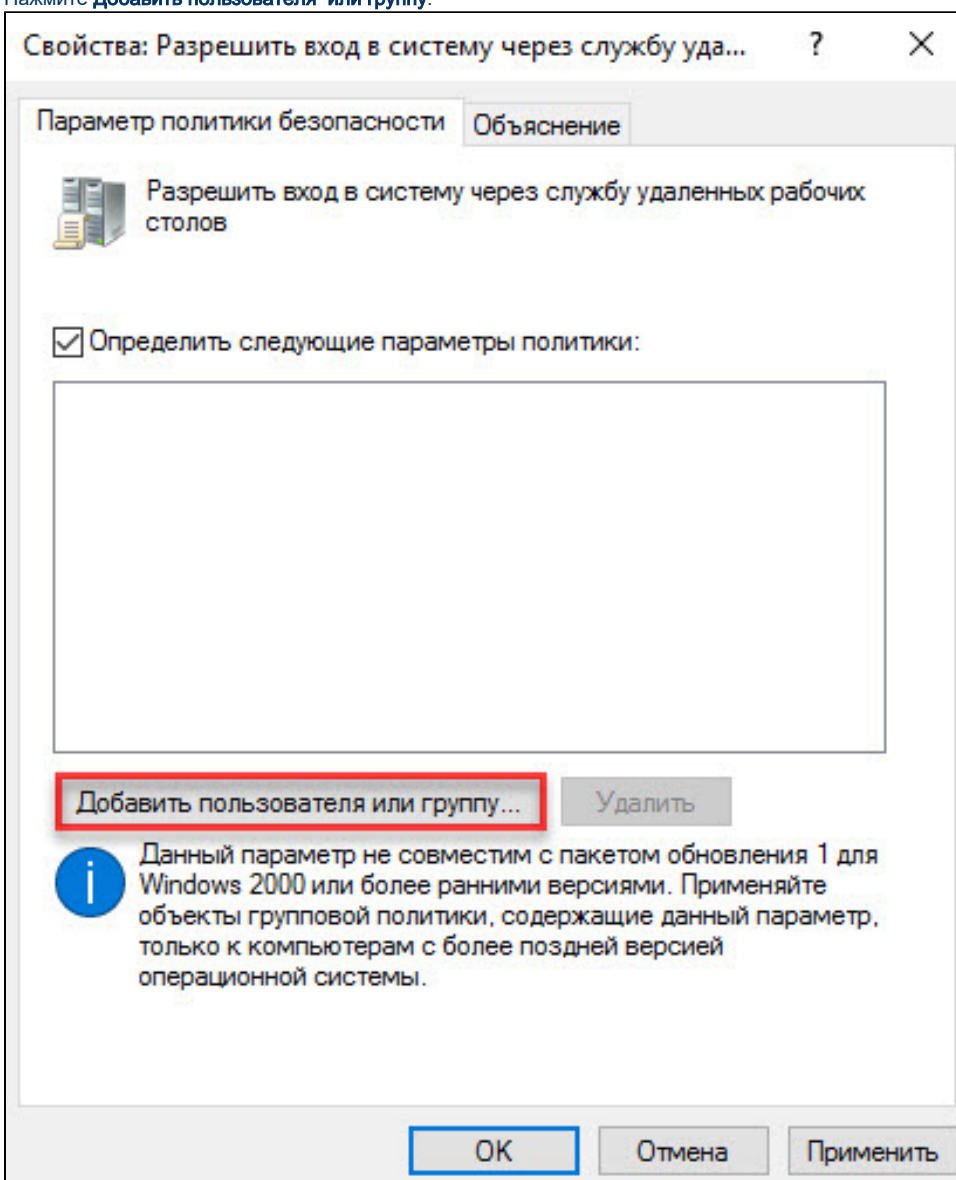 Нажмите Добавить пользователя или группу.
Свойства: Разрешить вход в систему через службу уда... ?
Параметр политики безопасности Объяснение
Разрешить вход в систему через службу удаленных рабочих
столов
Определить следующие параметры политики:
Добавить пользователя или группу... Удалить
Данный параметр не совместим с пакетом обновления 1 для
Windows 2000 или более ранними версиями. Применяйте
объекты групповой политики, содержащие данный параметр,
только к компьютерам с более поздней версией
операционной системы.
OK Отмена Применить